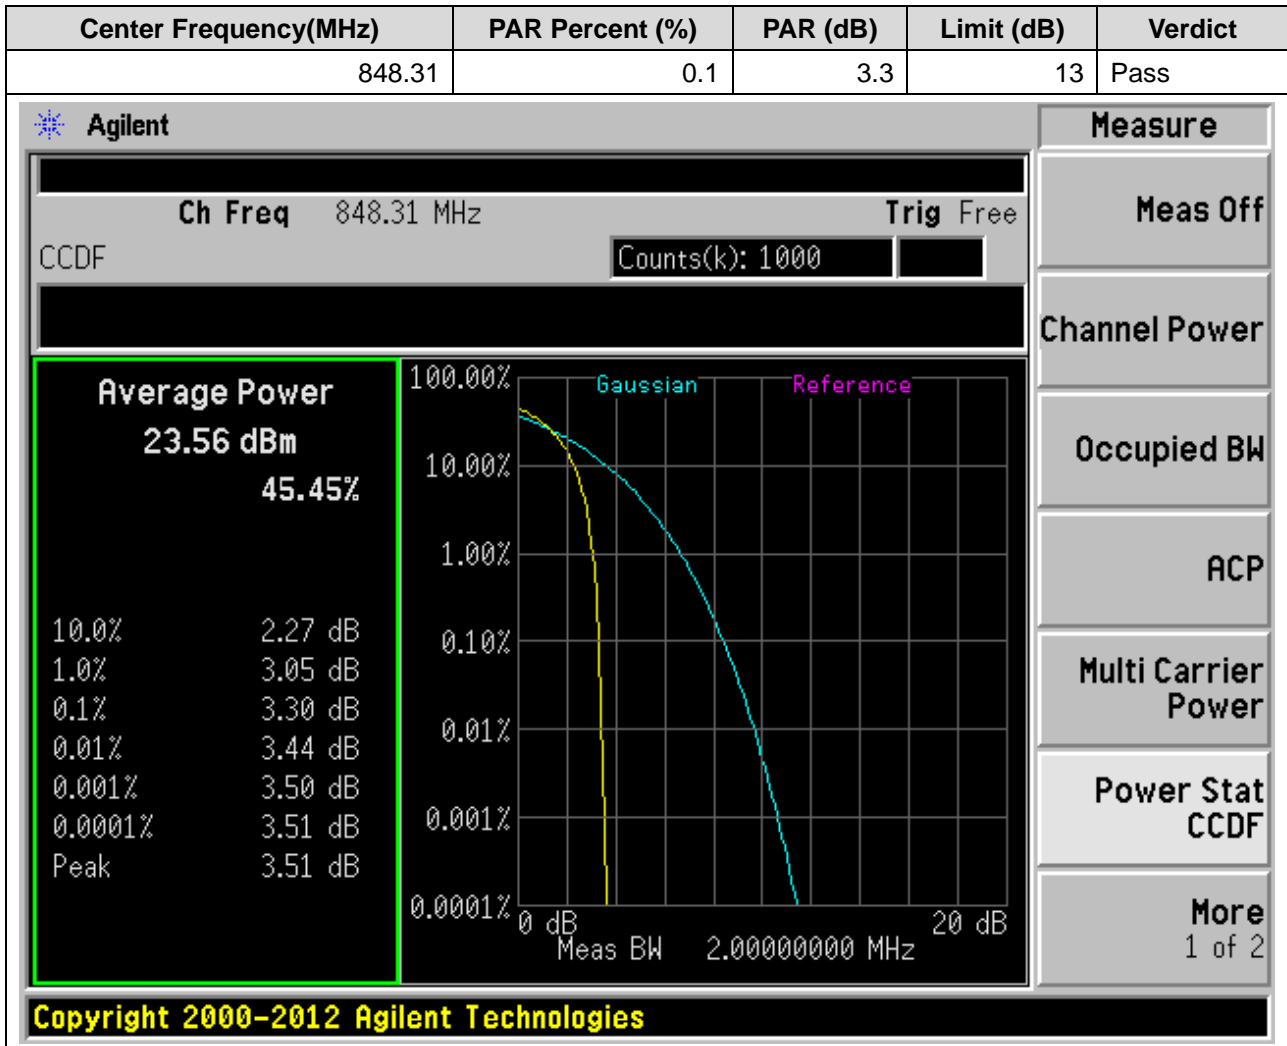 Center Frequency(MHz) PAR Percent (%) PAR (dB) Limit (dB) Verdict
848.31 0.1 3.3 13 Pass
Agilent
Measure
Ch Freq 848.31 MHz Trig Free
CCDF Counts(k): 1000
Average Power
23.56 dBm
45.45%
10.0% 2.27 dB
1.0% 3.05 dB
0.1% 3.30 dB
0.01% 3.44 dB
0.001% 3.50 dB
0.0001% 3.51 dB
Peak 3.51 dB
Gaussian Reference
100.00%
10.00%
1.00%
0.10%
0.01%
0.001%
0.0001%
0 dB 20 dB
Meas BW 2.00000000 MHz
Meas Off
Channel Power
Occupied BW
ACP
Multi Carrier
Power
Power Stat
CCDF
More
1 of 2
Copyright 2000-2012 Agilent Technologies